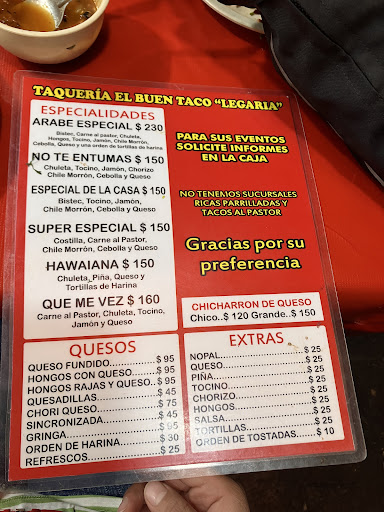 TAQUERÍA EL BUEN TACO "LEGARIA"
ESPECIALIDADES
ARABE ESPECIAL $ 230
Bistec, Carne al pastor, Chuleta,
Hongos, Tocino, Jamón, Chile Morrón,
Cebolla, Queso y una orden de tortillas de harina
NO TE ENTUMAS $ 150
Chuleta, Tocino, Jamón, Chorizo
Chile Morrón, Cebolla y Queso
ESPECIAL DE LA CASA $ 150
Bistec, Tocino, Jamón,
Chile Morrón, Cebolla y Queso
SUPER ESPECIAL $ 150
Costilla, Carne al Pastor,
Chile Morrón, Cebolla y Queso
HAWAIANA $ 150
Chuleta, Piña, Queso y
Tortillas de Harina
QUE ME VEZ $ 160
Carne al Pastor, Chuleta, Tocino,
Jamón y Queso
PARA SUS EVENTOS
SOLICITE INFORMES
EN LA CAJA
NO TENEMOS SUCURSALES
RICAS PARRILLADAS Y
TACOS AL PASTOR
Gracias por su
preferencia
CHICHARRON DE QUESO
Chico..$ 120 Grande..$ 150
QUESOS
QUESO FUNDIDO..........$ 95
HONGOS CON QUESO.....$ 95
HONGOS RAJAS Y QUESO..$ 95
QUESADILLAS..............$ 45
CHORI QUESO..............$ 75
SINCRONIZADA.............$ 45
GRINGA.....................$ 95
ORDEN DE HARINA.........$ 30
REFRESCOS.................$ 25
EXTRAS
NOPAL......................$ 25
QUESO......................$ 25
PIÑA........................$ 25
TOCINO.....................$ 25
CHORIZO...................$ 25
HONGOS....................$ 25
SALSA......................$ 25
TORTILLAS.................$ 25
ORDEN DE TOSTADAS....$ 10